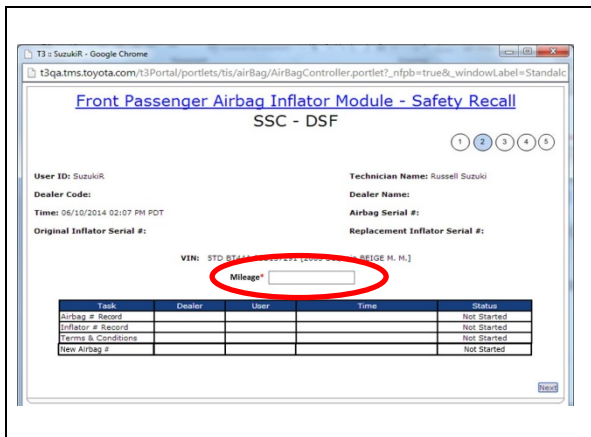 T3 :: SuzukiR - Google Chrome
t3qa.tms.toyota.com/t3Portal/portlets/tis/airBag/AirBagController.portlet?_nfpb=true&_windowLabel=Standalc
Front Passenger Airbag Inflator Module - Safety Recall
SSC - DSF
1 2 3 4 5
User ID: SuzukiR Technician Name: Russell Suzuki
Dealer Code: Dealer Name:
Time: 06/10/2014 02:07 PM PDT Airbag Serial #:
Original Inflator Serial #: Replacement Inflator Serial #:
VIN: STD BEIGE M. M.]
Mileage*
Task Dealer User Time Status
Airbag # Record Not Started
Inflator # Record Not Started
Terms & Conditions Not Started
New Airbag # Not Started
Next